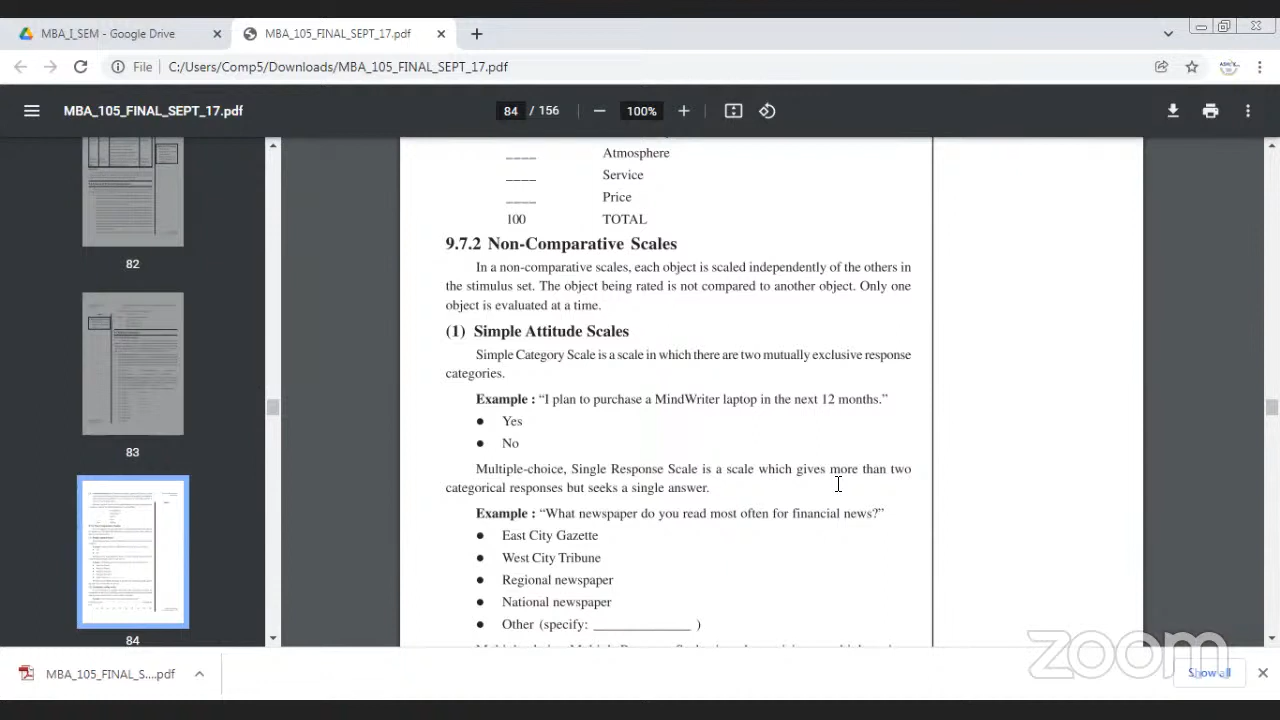 MBA_I_SEM - Google Drive
MBA_105_FINAL_SEPT_17.pdf
File
C:/Users/Comp5/Downloads/MBA_105_FINAL_SEPT_17.pdf
MBA_105_FINAL_SEPT_17.pdf
84 / 156
100%
____ Atmosphere
____ Service
____ Price
100 TOTAL
9.7.2 Non-Comparative Scales
In a non-comparative scales, each object is scaled independently of the others in
the stimulus set. The object being rated is not compared to another object. Only one
object is evaluated at a time.
(1) Simple Attitude Scales
Simple Category Scale is a scale in which there are two mutually exclusive response
categories.
Example : “I plan to purchase a MindWriter laptop in the next 12 months.”
● Yes
● No
Multiple-choice, Single Response Scale is a scale which gives more than two
categorical responses but seeks a single answer.
Example : “What newspaper do you read most often for financial news?”
● East City Gazette
● West City Tribune
● Regional newspaper
● National newspaper
● Other (specify: ______________ )
82
83
84
zoom
MBA_105_FINAL_S....pdf
Show all